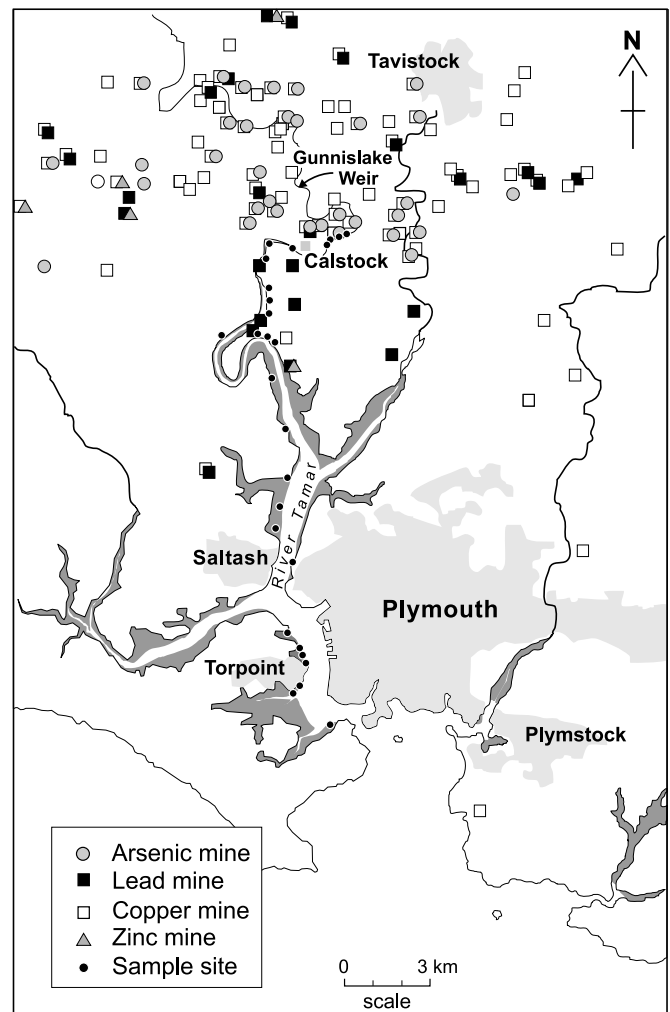 N
Tavistock
Gunnislake
Weir
Calstock
River Tamar
Saltash
Plymouth
Torpoint
Plymstock
Arsenic mine
Lead mine
Copper mine
Zinc mine
Sample site
0 3 km
scale